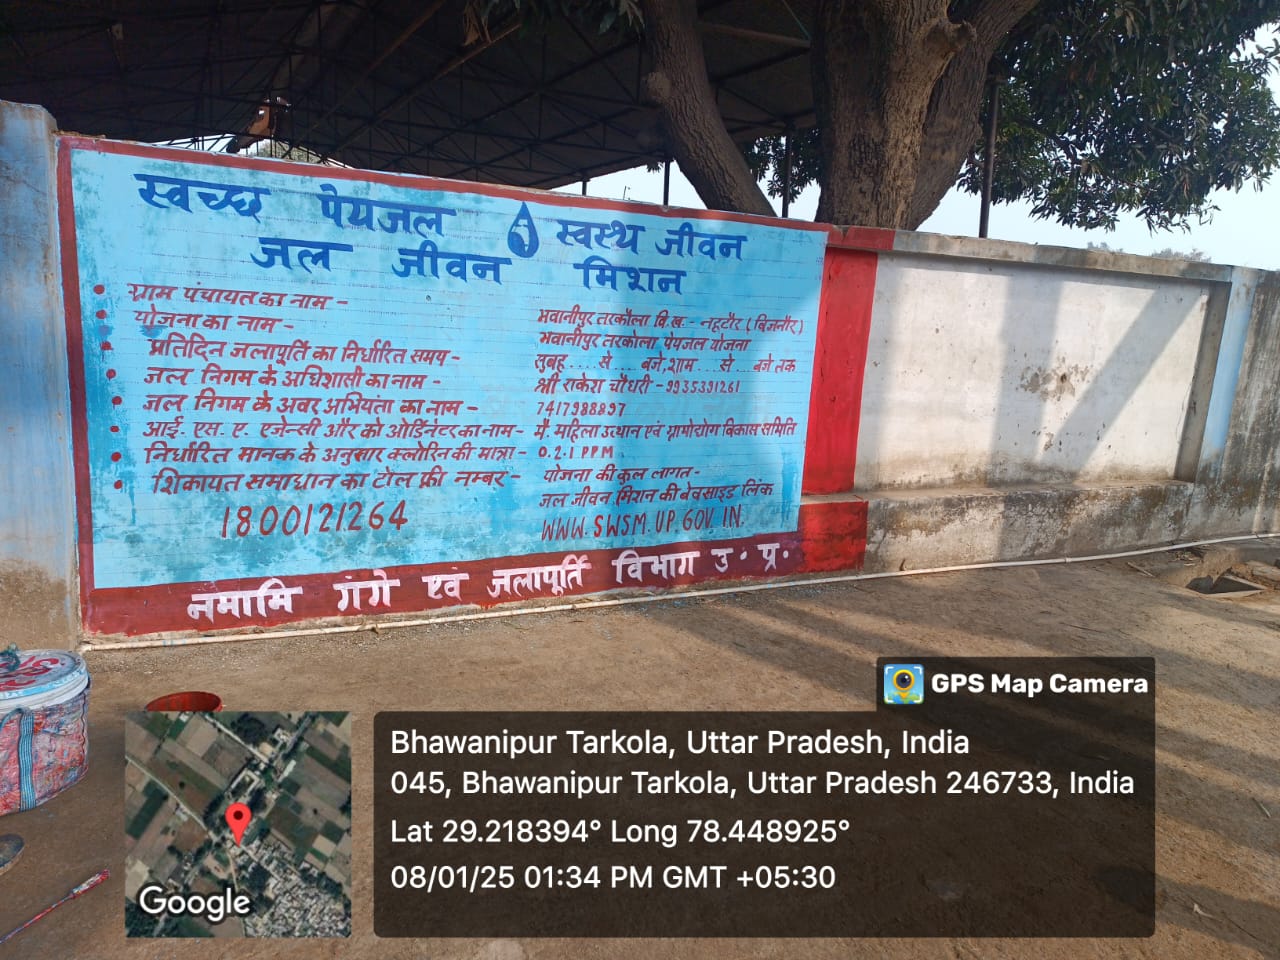 स्वच्छ पेयजल स्वस्थ जीवन
जल जीवन मिशन
ग्राम पंचायत का नाम - भवानीपुर तरकौला वि.ख.- नहटौर (बिजनौर)
योजना का नाम - भवानीपुर तरकोला पेयजल योजना
प्रतिदिन जलापूर्ति का निर्धारित समय - सुबह ... से ... बजे, शाम ... से ... बजे तक
जल निगम के अधिशासी का नाम - श्री राकेश चौधरी - 9935391261
जल निगम के अवर अभियंता का नाम - 7417988897
आई. एस. ए. एजेन्सी और को ओर्डिनेटर का नाम - मै. महिला उत्थान एवं ग्रामोद्योग विकास समिति
निर्धारित मानक के अनुसार क्लोरिन की मात्रा - 0.2.1 PPM
शिकायत समाधान का टॉल फ्री नम्बर - योजना की कुल लागत -
1800121264
जल जीवन मिशन की वेवसाइड लिंक
WWW. SWSM. UP. GOV. IN.
नमामि गंगे एवं जलापूर्ति विभाग उ. प्र.
GPS Map Camera
Bhawanipur Tarkola, Uttar Pradesh, India
045, Bhawanipur Tarkola, Uttar Pradesh 246733, India
Lat 29.218394° Long 78.448925°
08/01/25 01:34 PM GMT +05:30
Google